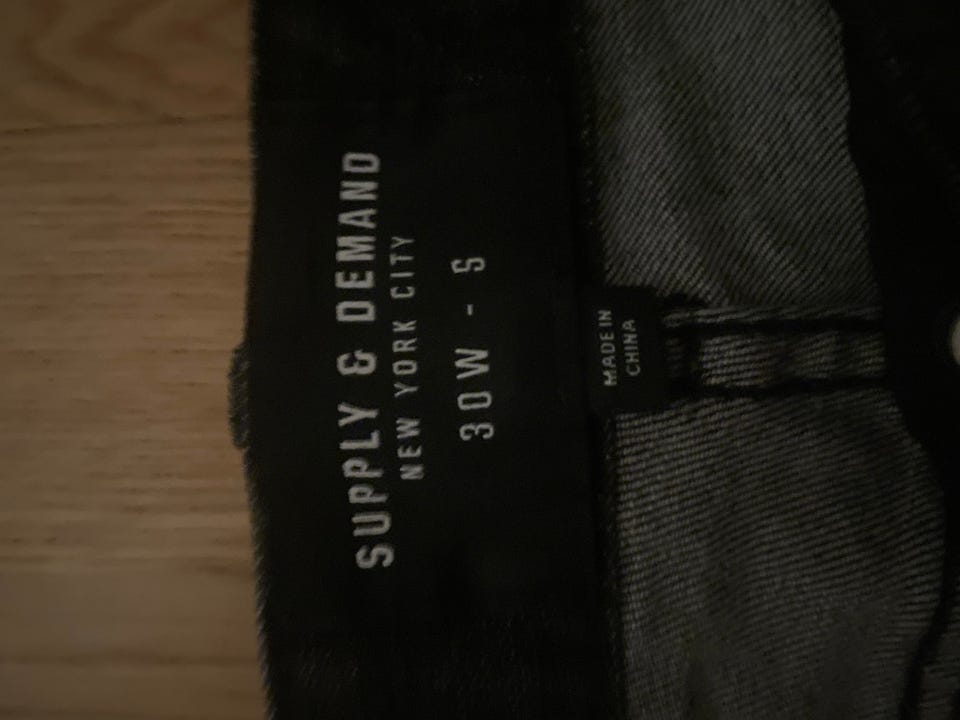 SUPPLY & DEMAND
NEW YORK CITY
30W - S
MADE IN
CHINA